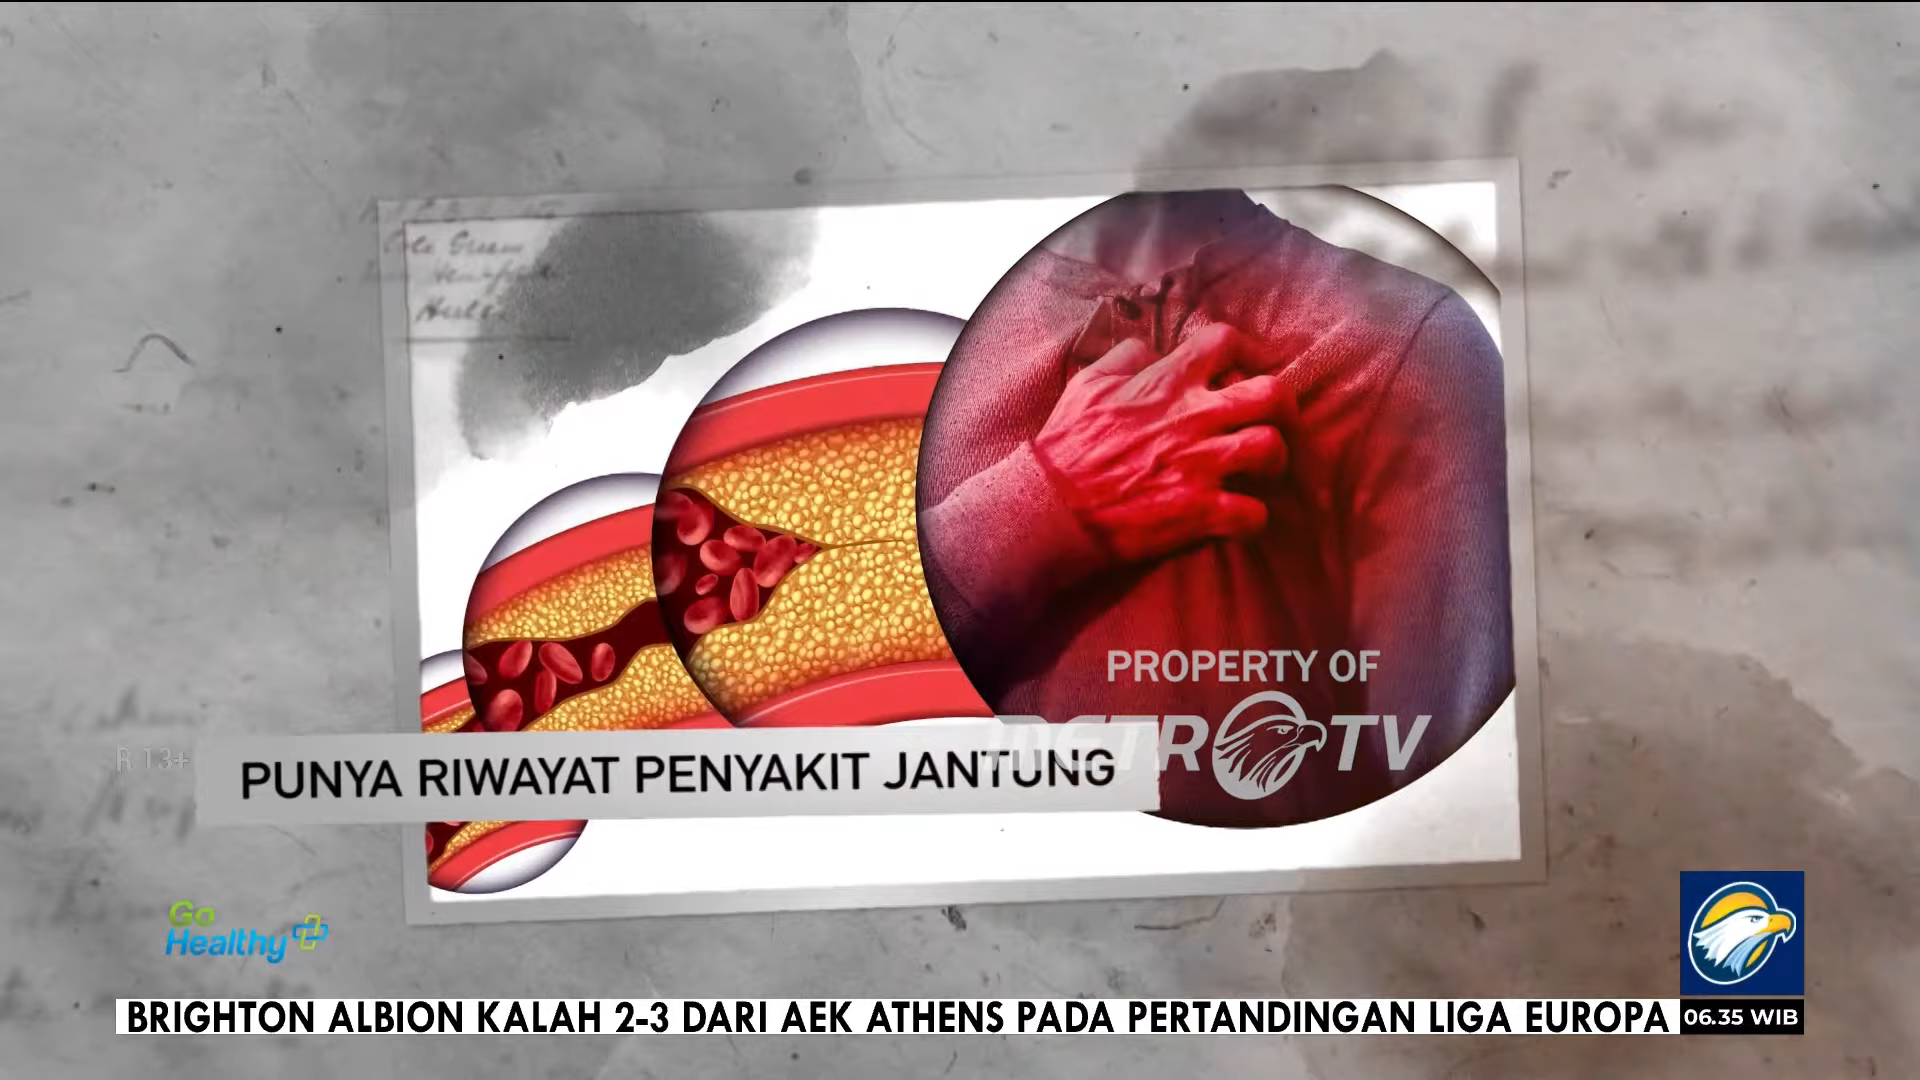 PROPERTY OF
METR TV
R 13+
PUNYA RIWAYAT PENYAKIT JANTUNG
Go
Healthy
BRIGHTON ALBION KALAH 2-3 DARI AEK ATHENS PADA PERTANDINGAN LIGA EUROPA
06.35 WIB